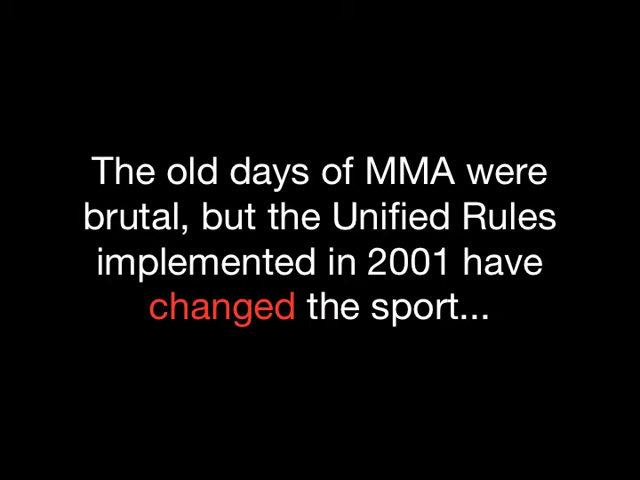 The old days of MMA were
brutal, but the Unified Rules
implemented in 2001 have
changed the sport...